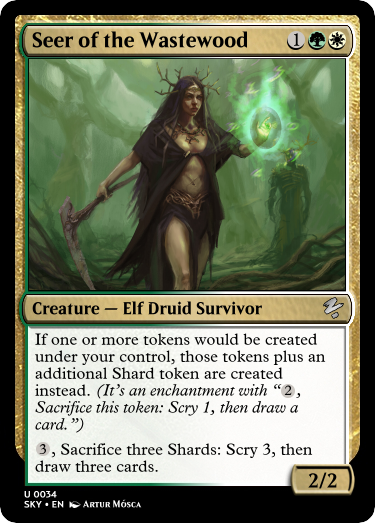 Seer of the Wastewood 1
Creature — Elf Druid Survivor
If one or more tokens would be created
under your control, those tokens plus an
additional Shard token are created
instead. (It's an enchantment with “2,
Sacrifice this token: Scry 1, then draw a
card.”)
3, Sacrifice three Shards: Scry 3, then
draw three cards.
2/2
U 0034
SKY • EN Artur Mósca